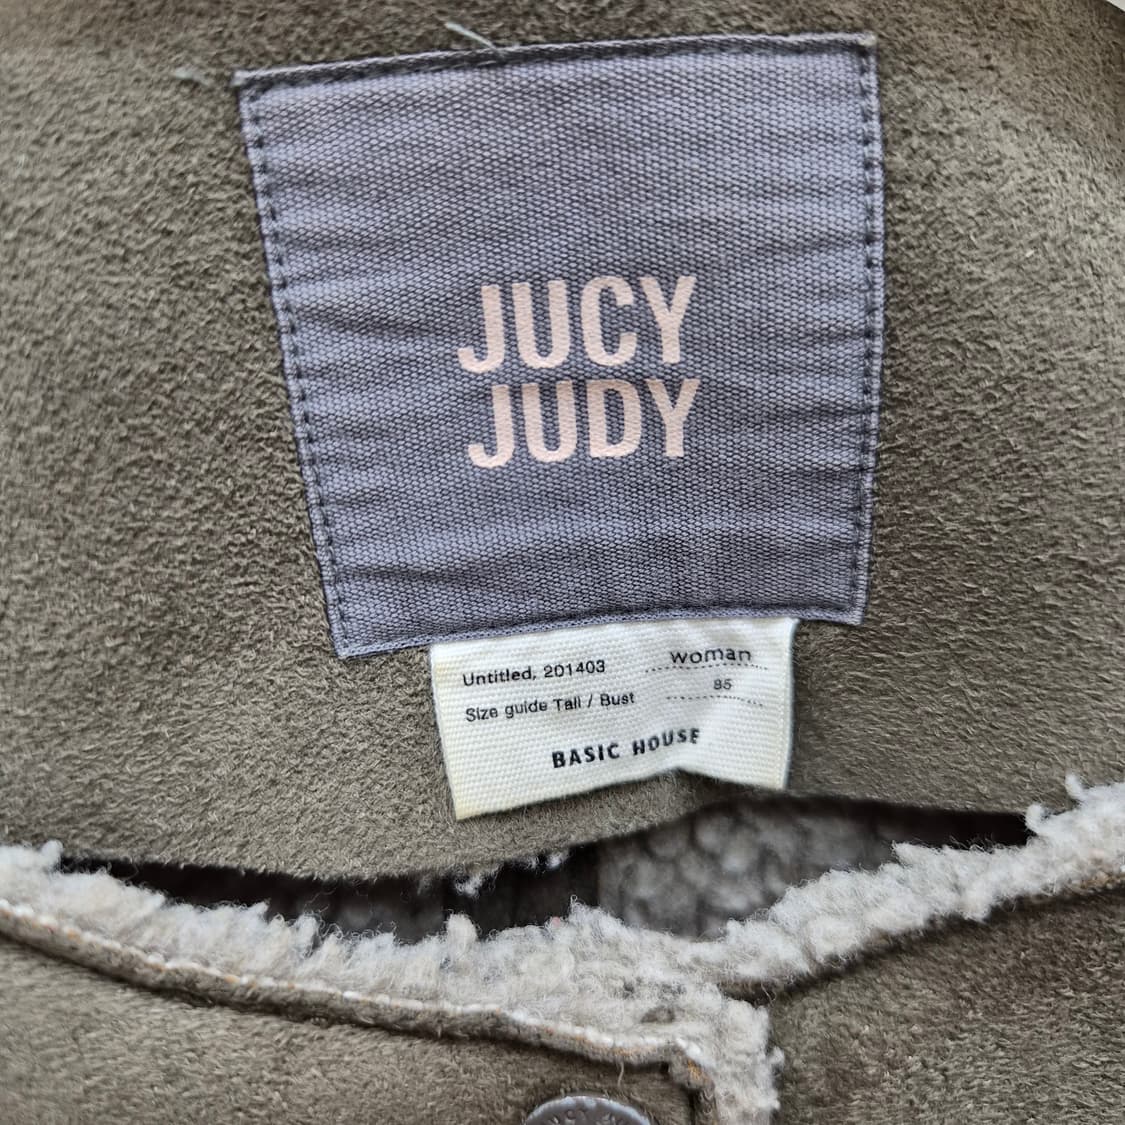 JUCY
JUDY
Untitled, 201403 woman
Size guide Tall / Bust 85
BASIC HOUSE